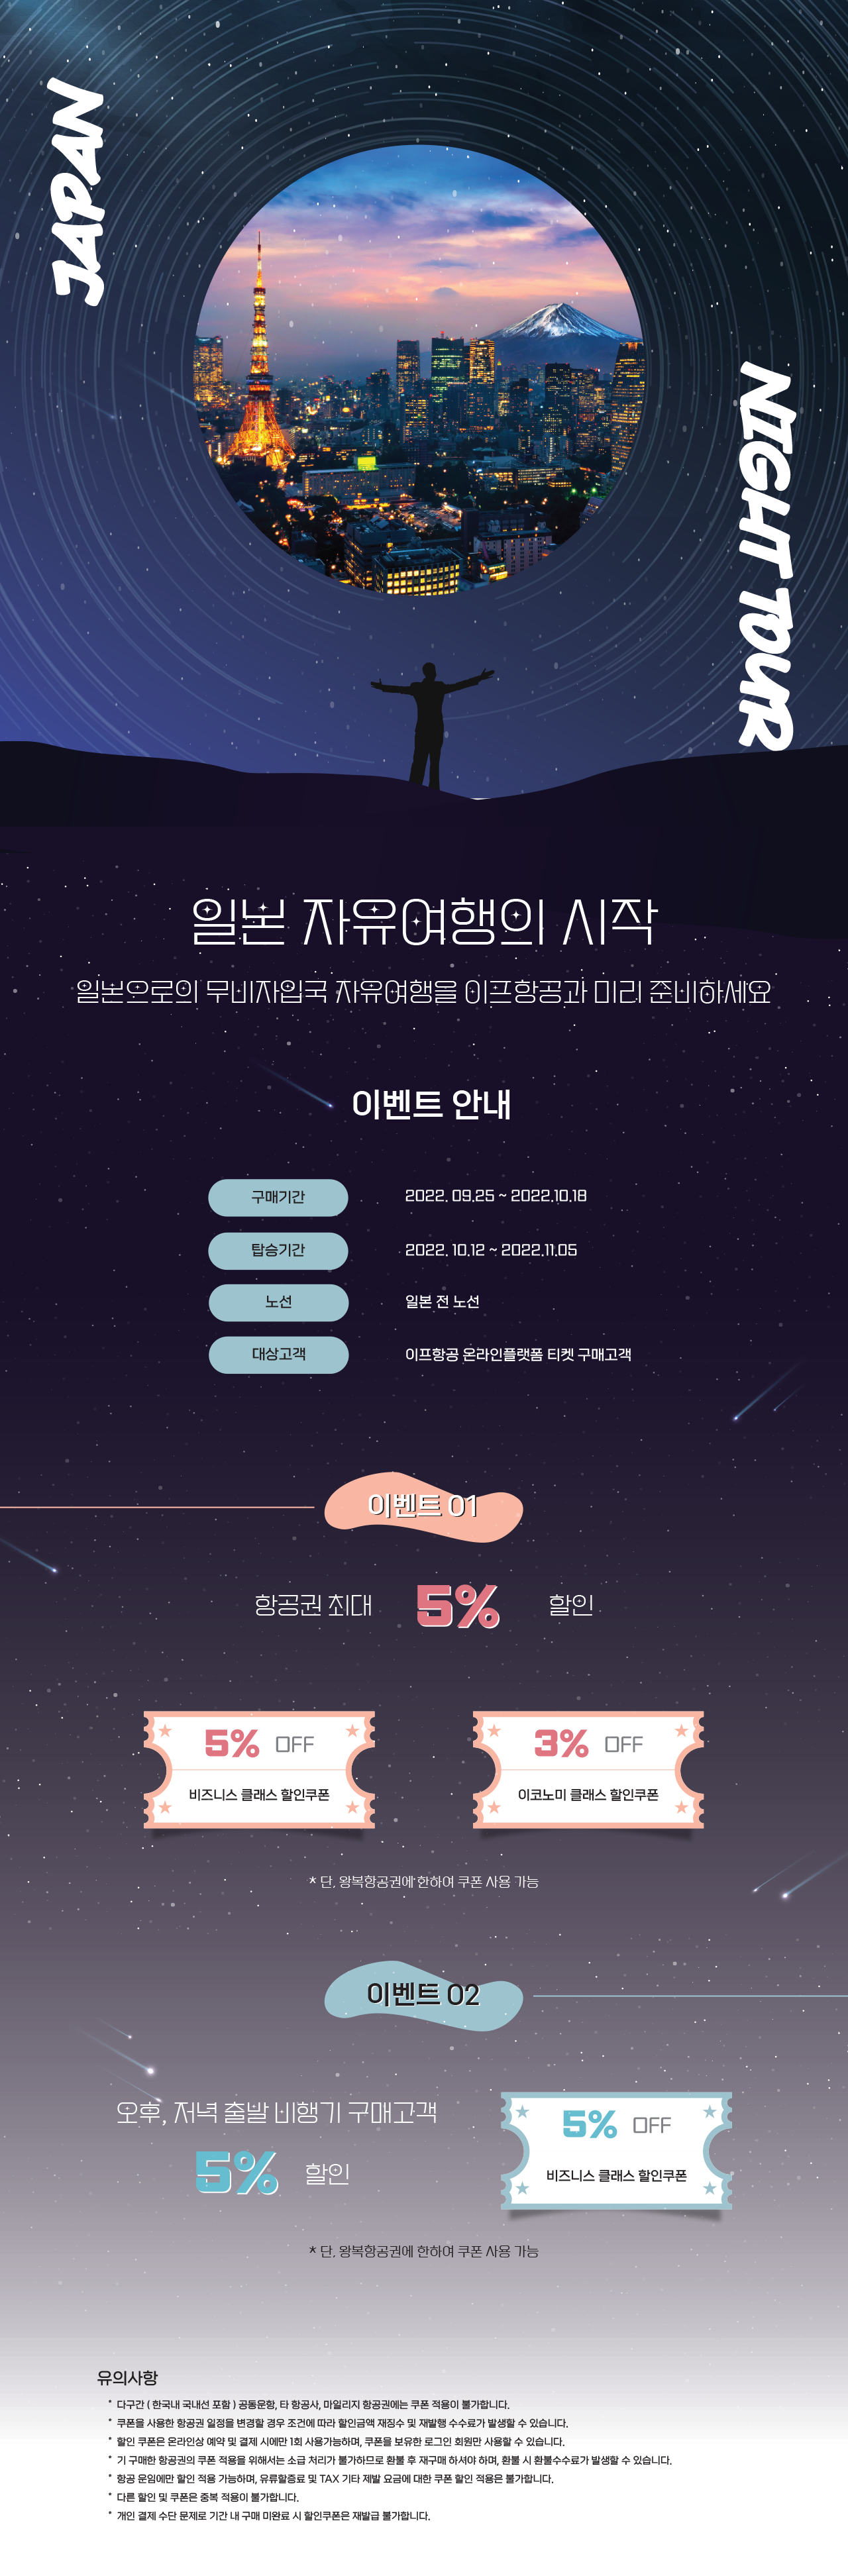 JAPAN
NIGHT TOUR
일본 자유여행의 시작
일본으로의 무비자입국 자유여행을 이프항공과 미리 준비하세요
이벤트 안내
구매기간 2022. 09.25 ~ 2022.10.18
탑승기간 2022. 10.12 ~ 2022.11.05
노선 일본 전 노선
대상고객 이프항공 온라인플랫폼 티켓 구매고객
이벤트 01
항공권 최대 5% 할인
5% OFF
비즈니스 클래스 할인쿠폰
3% OFF
이코노미 클래스 할인쿠폰
* 단, 왕복항공권에 한하여 쿠폰 사용 가능
이벤트 02
오후, 저녁 출발 비행기 구매고객
5% 할인
5% OFF
비즈니스 클래스 할인쿠폰
* 단, 왕복항공권에 한하여 쿠폰 사용 가능
유의사항
* 다구간 ( 한국내 국내선 포함 ) 공동운항, 타 항공사, 마일리지 항공권에는 쿠폰 적용이 불가합니다.
* 쿠폰을 사용한 항공권 일정을 변경할 경우 조건에 따라 할인금액 재징수 및 재발행 수수료가 발생할 수 있습니다.
* 할인 쿠폰은 온라인상 예약 및 결제 시에만 1회 사용가능하며, 쿠폰을 보유한 로그인 회원만 사용할 수 있습니다.
* 기 구매한 항공권의 쿠폰 적용을 위해서는 소급 처리가 불가하므로 환불 후 재구매 하셔야 하며, 환불 시 환불수수료가 발생할 수 있습니다.
* 항공 운임에만 할인 적용 가능하며, 유류할증료 및 TAX 기타 제발 요금에 대한 쿠폰 할인 적용은 불가합니다.
* 다른 할인 및 쿠폰은 중복 적용이 불가합니다.
* 개인 결제 수단 문제로 기간 내 구매 미완료 시 할인쿠폰은 재발급 불가합니다.